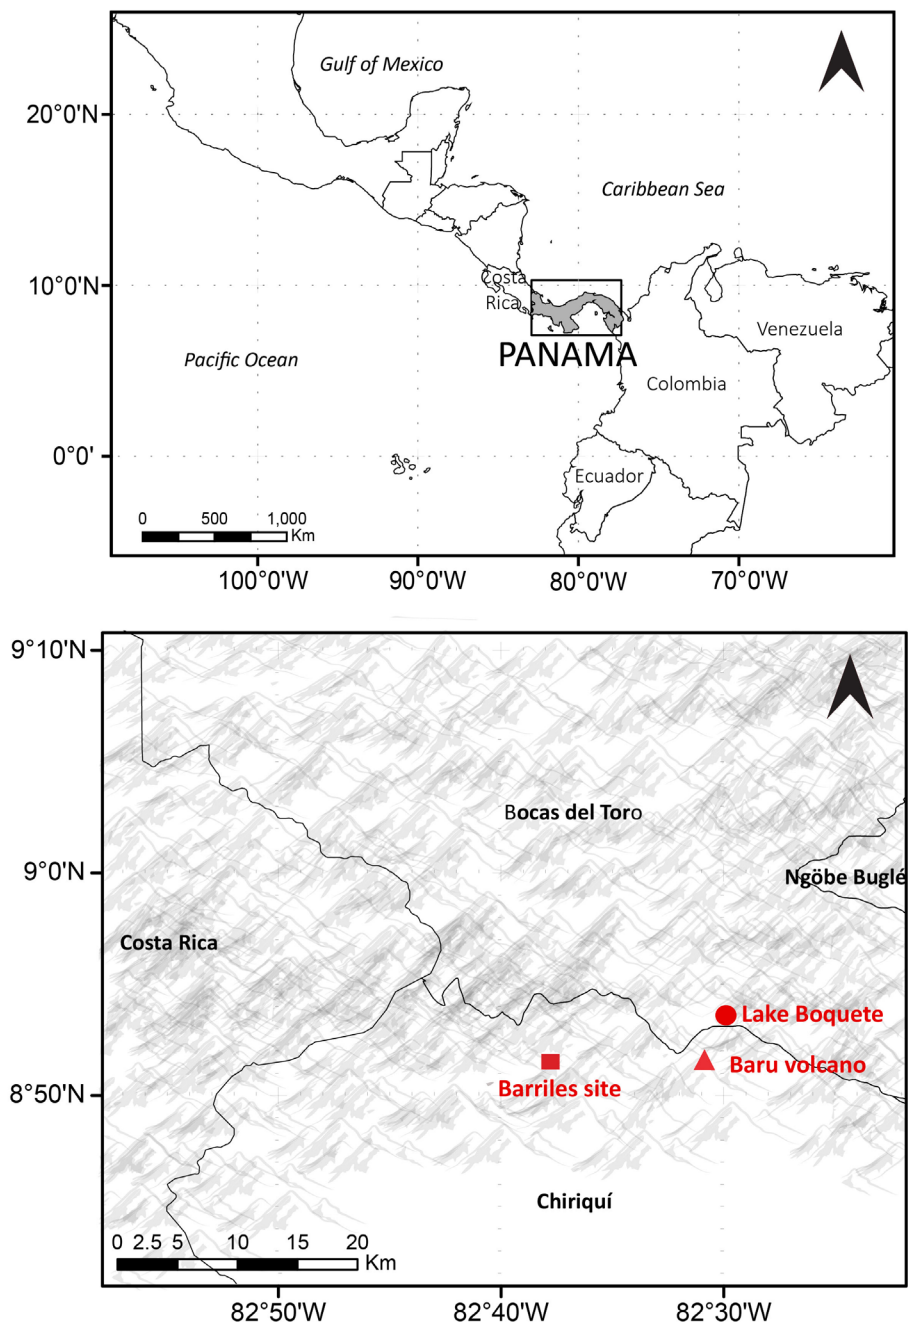 Gulf of Mexico
20°0'N
Caribbean Sea
10°0'N
Costa
Rica
Venezuela
PANAMA
Pacific Ocean
Colombia
0°0'
Ecuador
0 500 1,000
Km
100°0'W 90°0'W 80°0'W 70°0'W
9°10'N
Bocas del Toro
9°0'N
Ngöbe Buglé
Costa Rica
Lake Boquete
Baru volcano
Barriles site
8°50'N
Chiriquí
0 2.5 5 10 15 20
Km
82°50'W 82°40'W 82°30'W